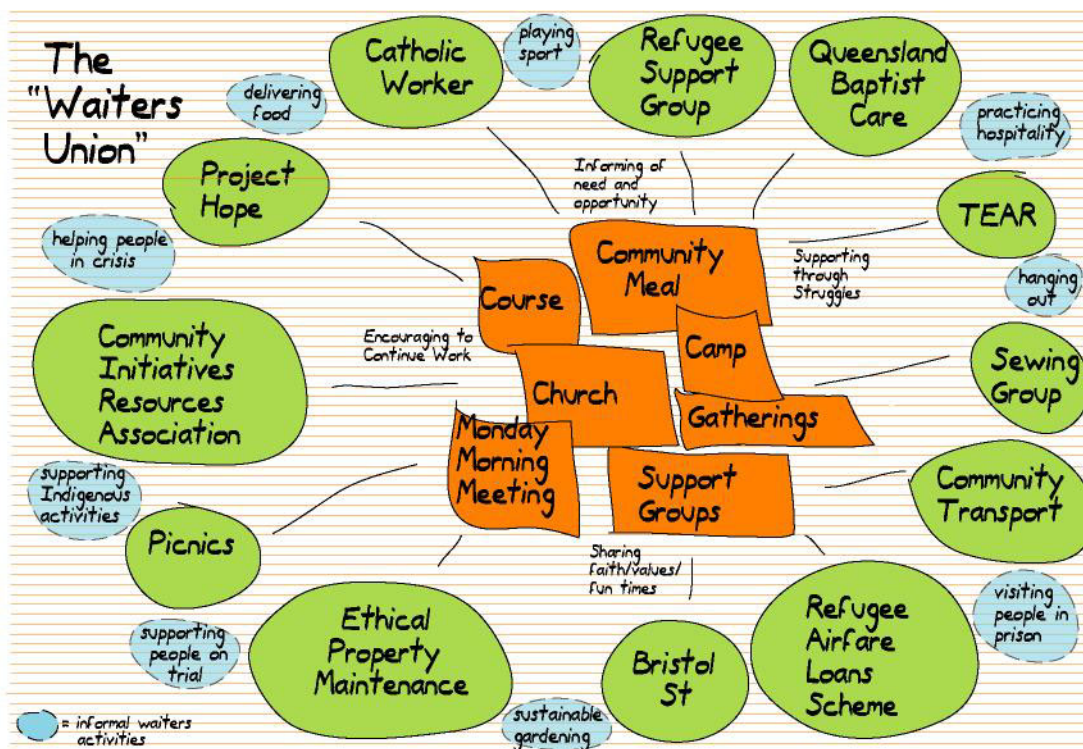 The
"Waiters
Union"
Catholic
Worker
playing
sport
Refugee
Support
Group
Queensland
Baptist
Care
delivering
food
practicing
hospitality
Project
Hope
Informing of
need and
opportunity
TEAR
helping people
in crisis
Community
Meal
Supporting
through
Struggles
hanging
out
Course
Community
Initiatives
Resources
Association
Encouraging to
Continue Work
Camp
Church
Gatherings
Sewing
Group
Monday
Morning
Meeting
Support
Groups
Community
Transport
supporting
Indigenous
activities
Picnics
Sharing
faith/values/
fun times
visiting
people in
prison
supporting
people on
trial
Ethical
Property
Maintenance
Bristol
St
Refugee
Airfare
Loans
Scheme
sustainable
gardening
= informal waiters
activities